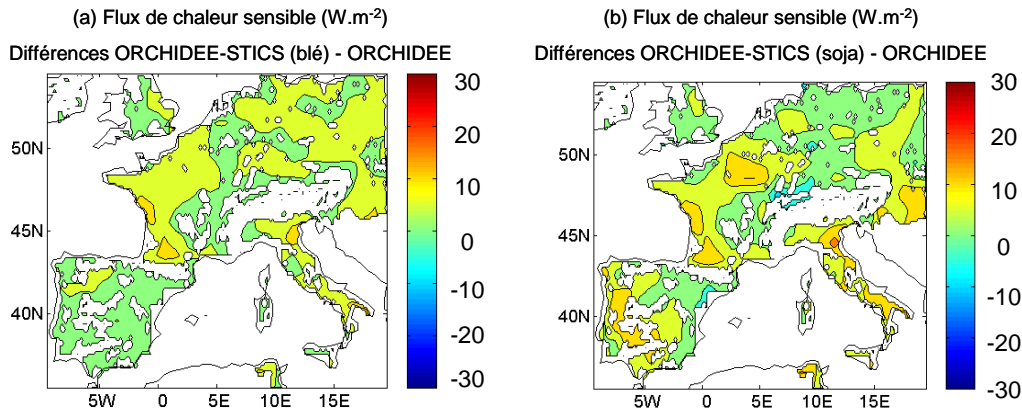 (a) Flux de chaleur sensible (W.m-2)
Différences ORCHIDEE-STICS (blé) - ORCHIDEE
50N
45N
40N
5W 0 5E 10E 15E
30
20
10
0
-10
-20
-30
(b) Flux de chaleur sensible (W.m-2)
Différences ORCHIDEE-STICS (soja) - ORCHIDEE
50N
45N
40N
5W 0 5E 10E 15E
30
20
10
0
-10
-20
-30